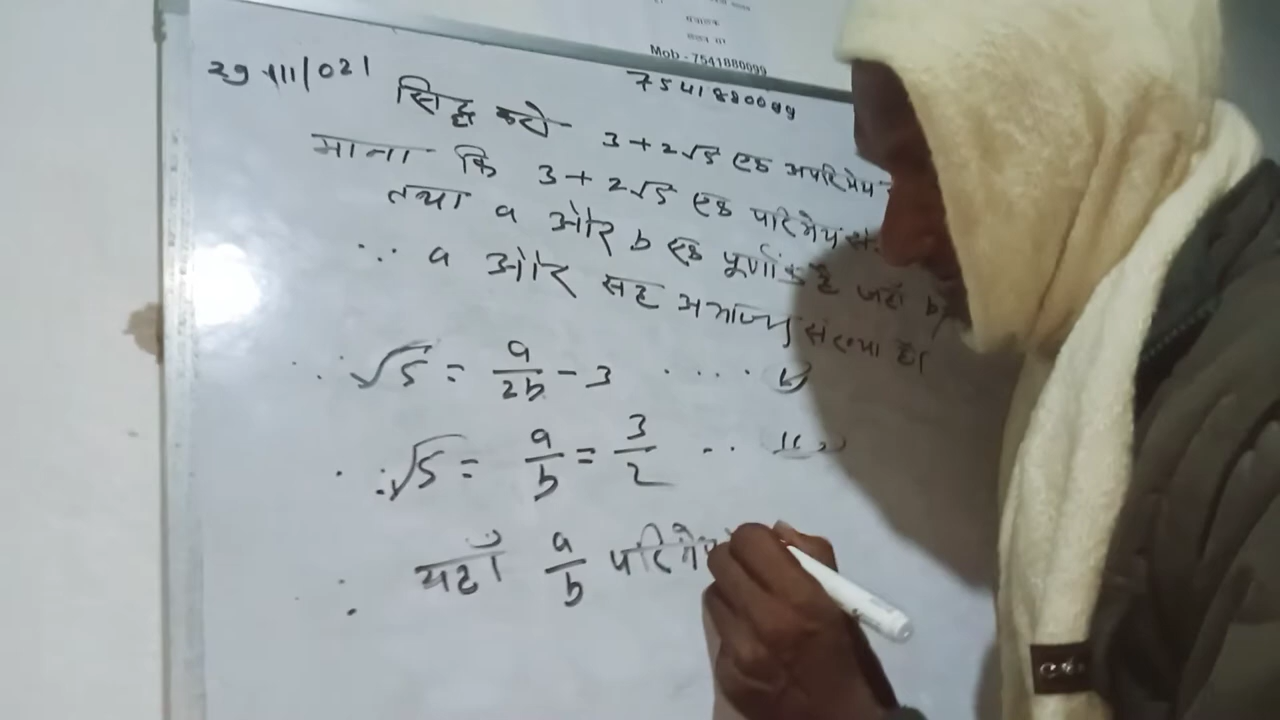 Mob - 7541880099
29/11/021
7541880099
सिद्ध करो - 3+2√5 एक अपरिमेय
माना कि 3+2√5 एक परिमेय सं.
तथा a और b एक पूर्णांक है जहाँ b
∵ a और सह अभाज्य संख्या है।
∴ √5 = a/2b - 3 ....
∴ √5 = a/b = 3/2 .. (ii)
∴ यहाँ a/b परिमेय